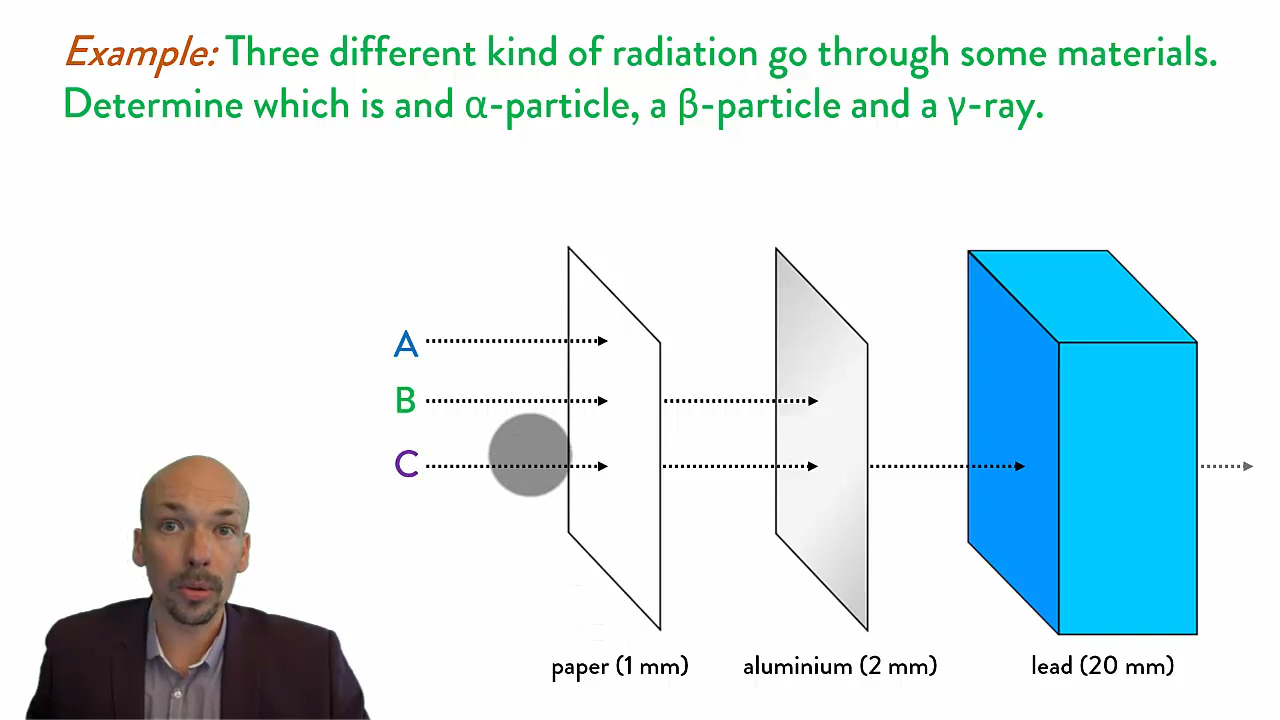 Example: Three different kind of radiation go through some materials.
Determine which is and α-particle, a β-particle and a γ-ray.
A
B
C
paper (1 mm)
aluminium (2 mm)
lead (20 mm)